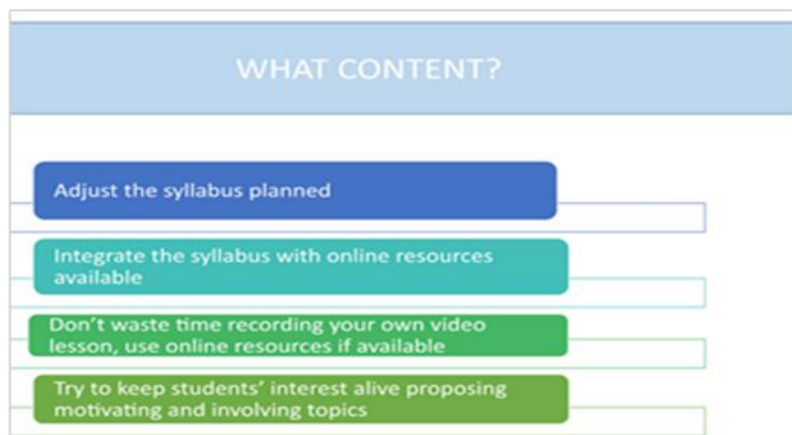 WHAT CONTENT?
Adjust the syllabus planned
Integrate the syllabus with online resources
available
Don't waste time recording your own video
lesson, use online resources if available
Try to keep students' interest alive proposing
motivating and involving topics